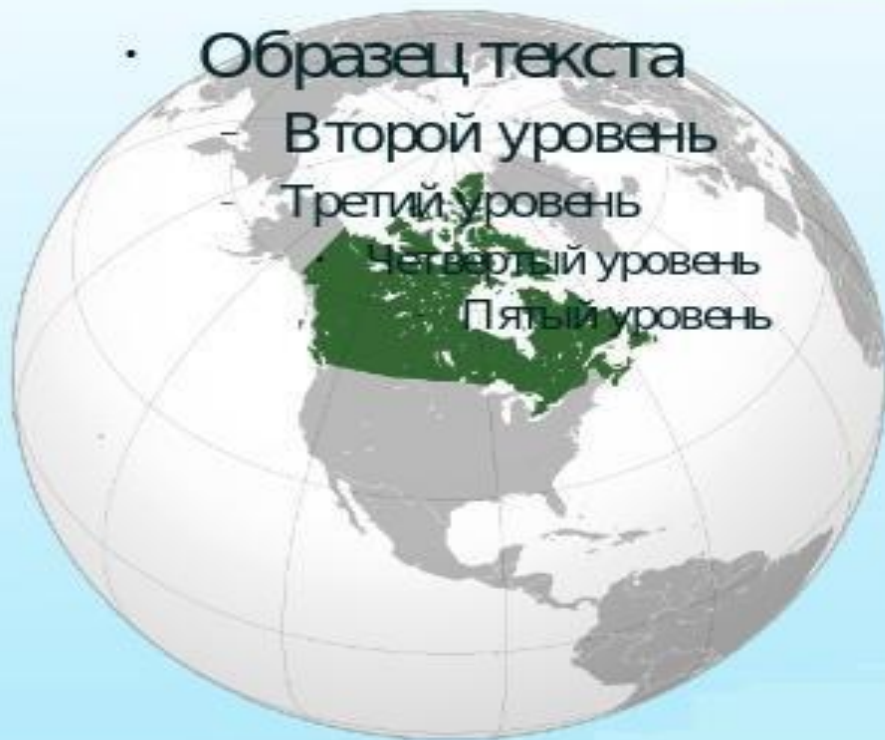 · Образец текста
– Второй уровень
– Третий уровень
· Четвертый уровень
– Пятый уровень